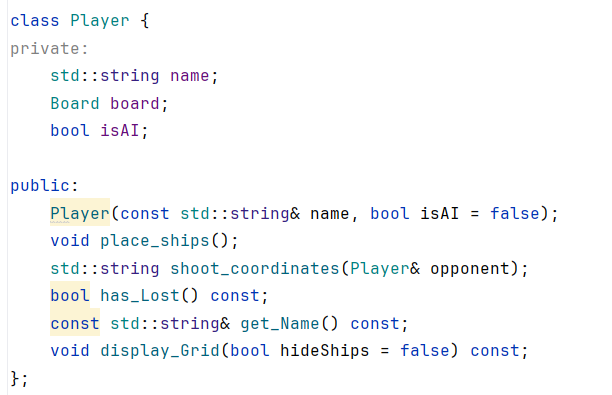 class Player {
private:
    std::string name;
    Board board;
    bool isAI;

public:
    Player(const std::string& name, bool isAI = false);
    void place_ships();
    std::string shoot_coordinates(Player& opponent);
    bool has_Lost() const;
    const std::string& get_Name() const;
    void display_Grid(bool hideShips = false) const;
};